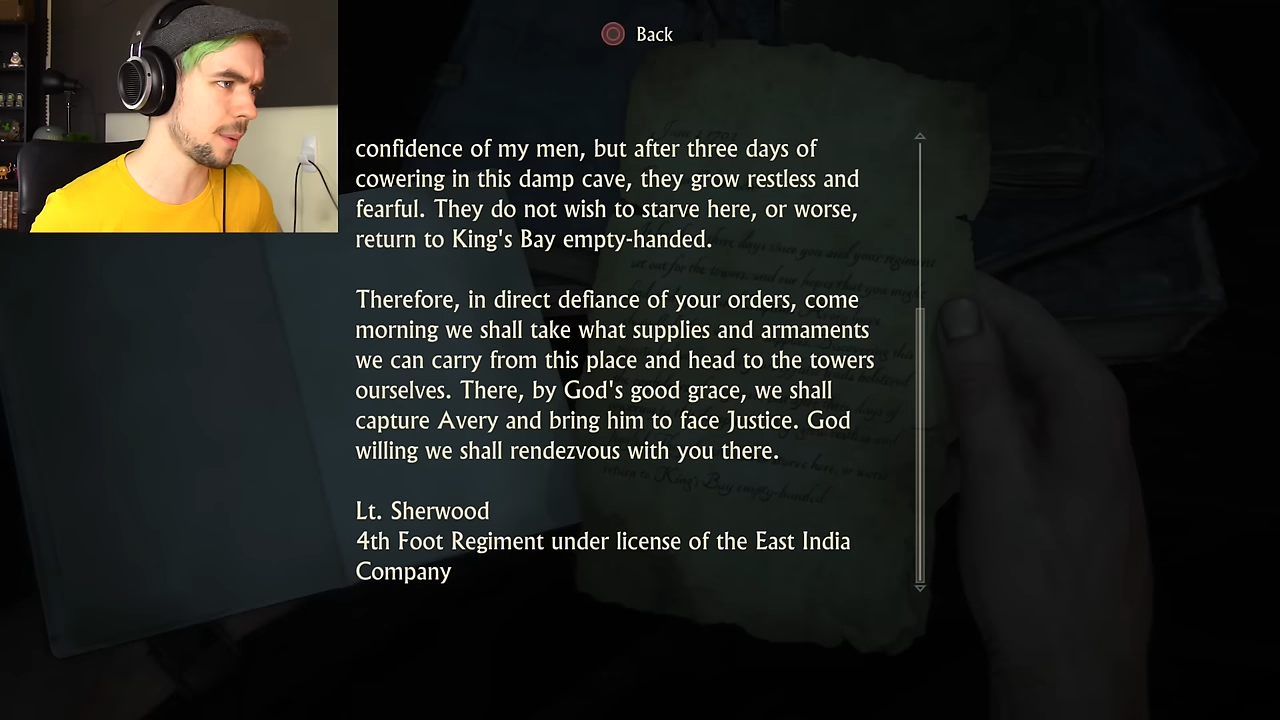 Back
confidence of my men, but after three days of
cowering in this damp cave, they grow restless and
fearful. They do not wish to starve here, or worse,
return to King's Bay empty-handed.
Therefore, in direct defiance of your orders, come
morning we shall take what supplies and armaments
we can carry from this place and head to the towers
ourselves. There, by God's good grace, we shall
capture Avery and bring him to face Justice. God
willing we shall rendezvous with you there.
Lt. Sherwood
4th Foot Regiment under license of the East India
Company